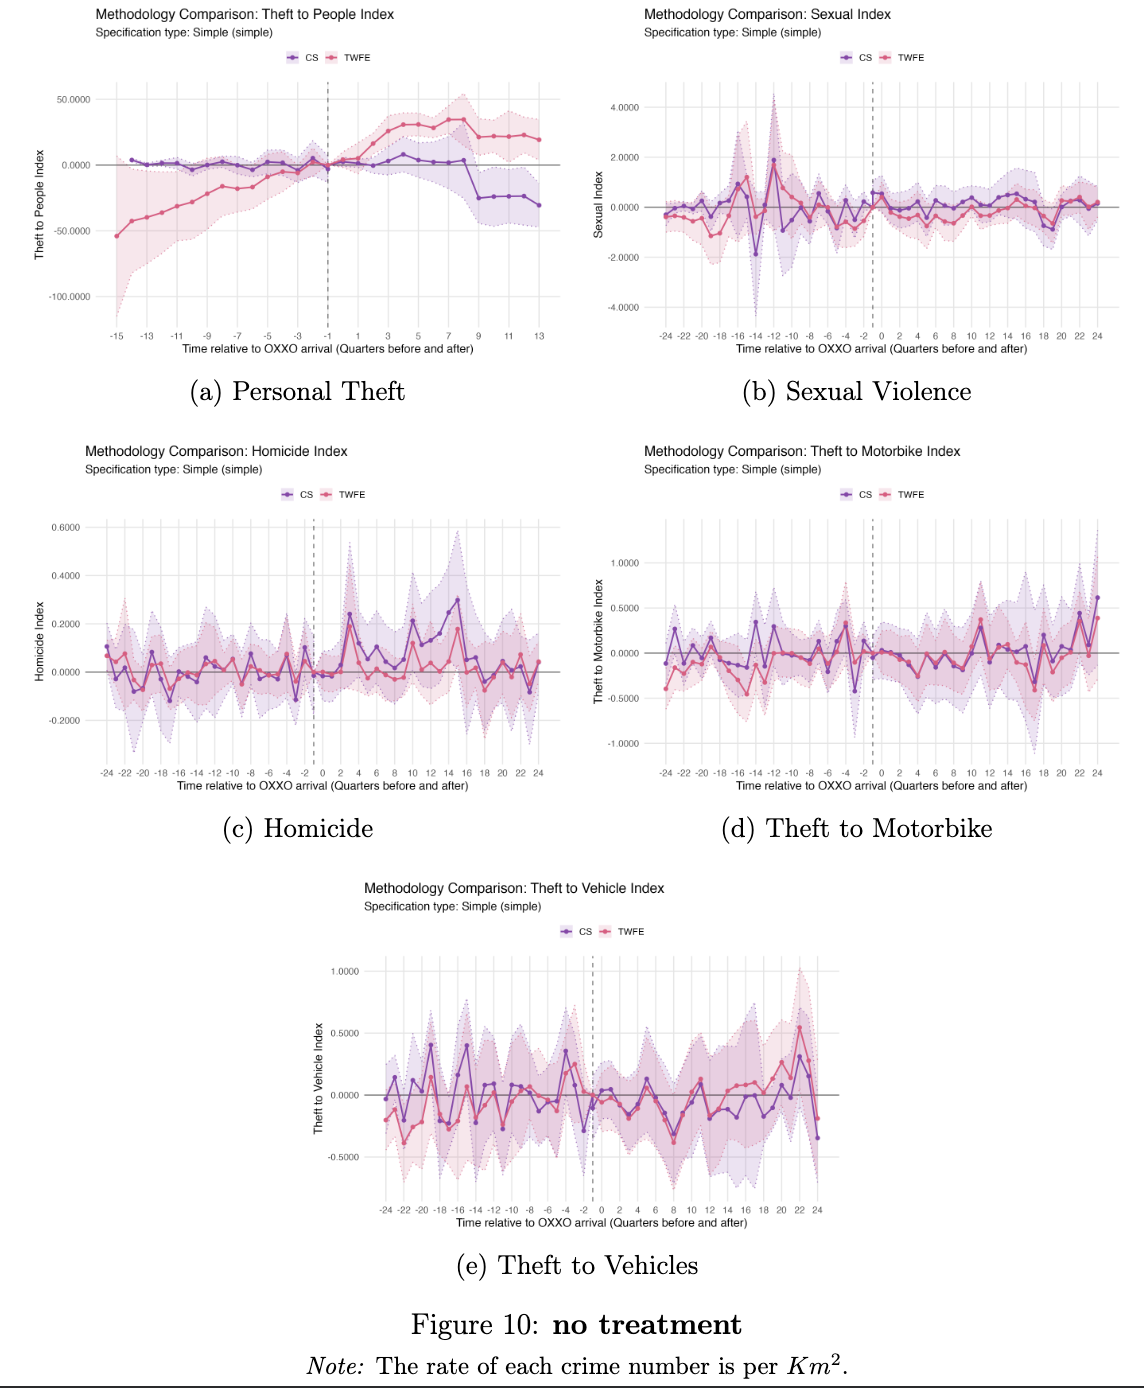 Methodology Comparison: Theft to People Index
Specification type: Simple (simple)
CS TWFE
50.0000
0.0000
-50.0000
-100.0000
Theft to People Index
-15 -13 -11 -9 -7 -5 -3 -1 1 3 5 7 9 11 13
Time relative to OXXO arrival (Quarters before and after)
(a) Personal Theft
Methodology Comparison: Sexual Index
Specification type: Simple (simple)
CS TWFE
4.0000
2.0000
0.0000
-2.0000
-4.0000
Sexual Index
-24 -22 -20 -18 -16 -14 -12 -10 -8 -6 -4 -2 0 2 4 6 8 10 12 14 16 18 20 22 24
Time relative to OXXO arrival (Quarters before and after)
(b) Sexual Violence
Methodology Comparison: Homicide Index
Specification type: Simple (simple)
CS TWFE
0.6000
0.4000
0.2000
0.0000
-0.2000
Homicide Index
-24 -22 -20 -18 -16 -14 -12 -10 -8 -6 -4 -2 0 2 4 6 8 10 12 14 16 18 20 22 24
Time relative to OXXO arrival (Quarters before and after)
(c) Homicide
Methodology Comparison: Theft to Motorbike Index
Specification type: Simple (simple)
CS TWFE
1.0000
0.5000
0.0000
-0.5000
-1.0000
Theft to Motorbike Index
-24 -22 -20 -18 -16 -14 -12 -10 -8 -6 -4 -2 0 2 4 6 8 10 12 14 16 18 20 22 24
Time relative to OXXO arrival (Quarters before and after)
(d) Theft to Motorbike
Methodology Comparison: Theft to Vehicle Index
Specification type: Simple (simple)
CS TWFE
1.0000
0.5000
0.0000
-0.5000
Theft to Vehicle Index
-24 -22 -20 -18 -16 -14 -12 -10 -8 -6 -4 -2 0 2 4 6 8 10 12 14 16 18 20 22 24
Time relative to OXXO arrival (Quarters before and after)
(e) Theft to Vehicles
Figure 10: no treatment
Note: The rate of each crime number is per Km².